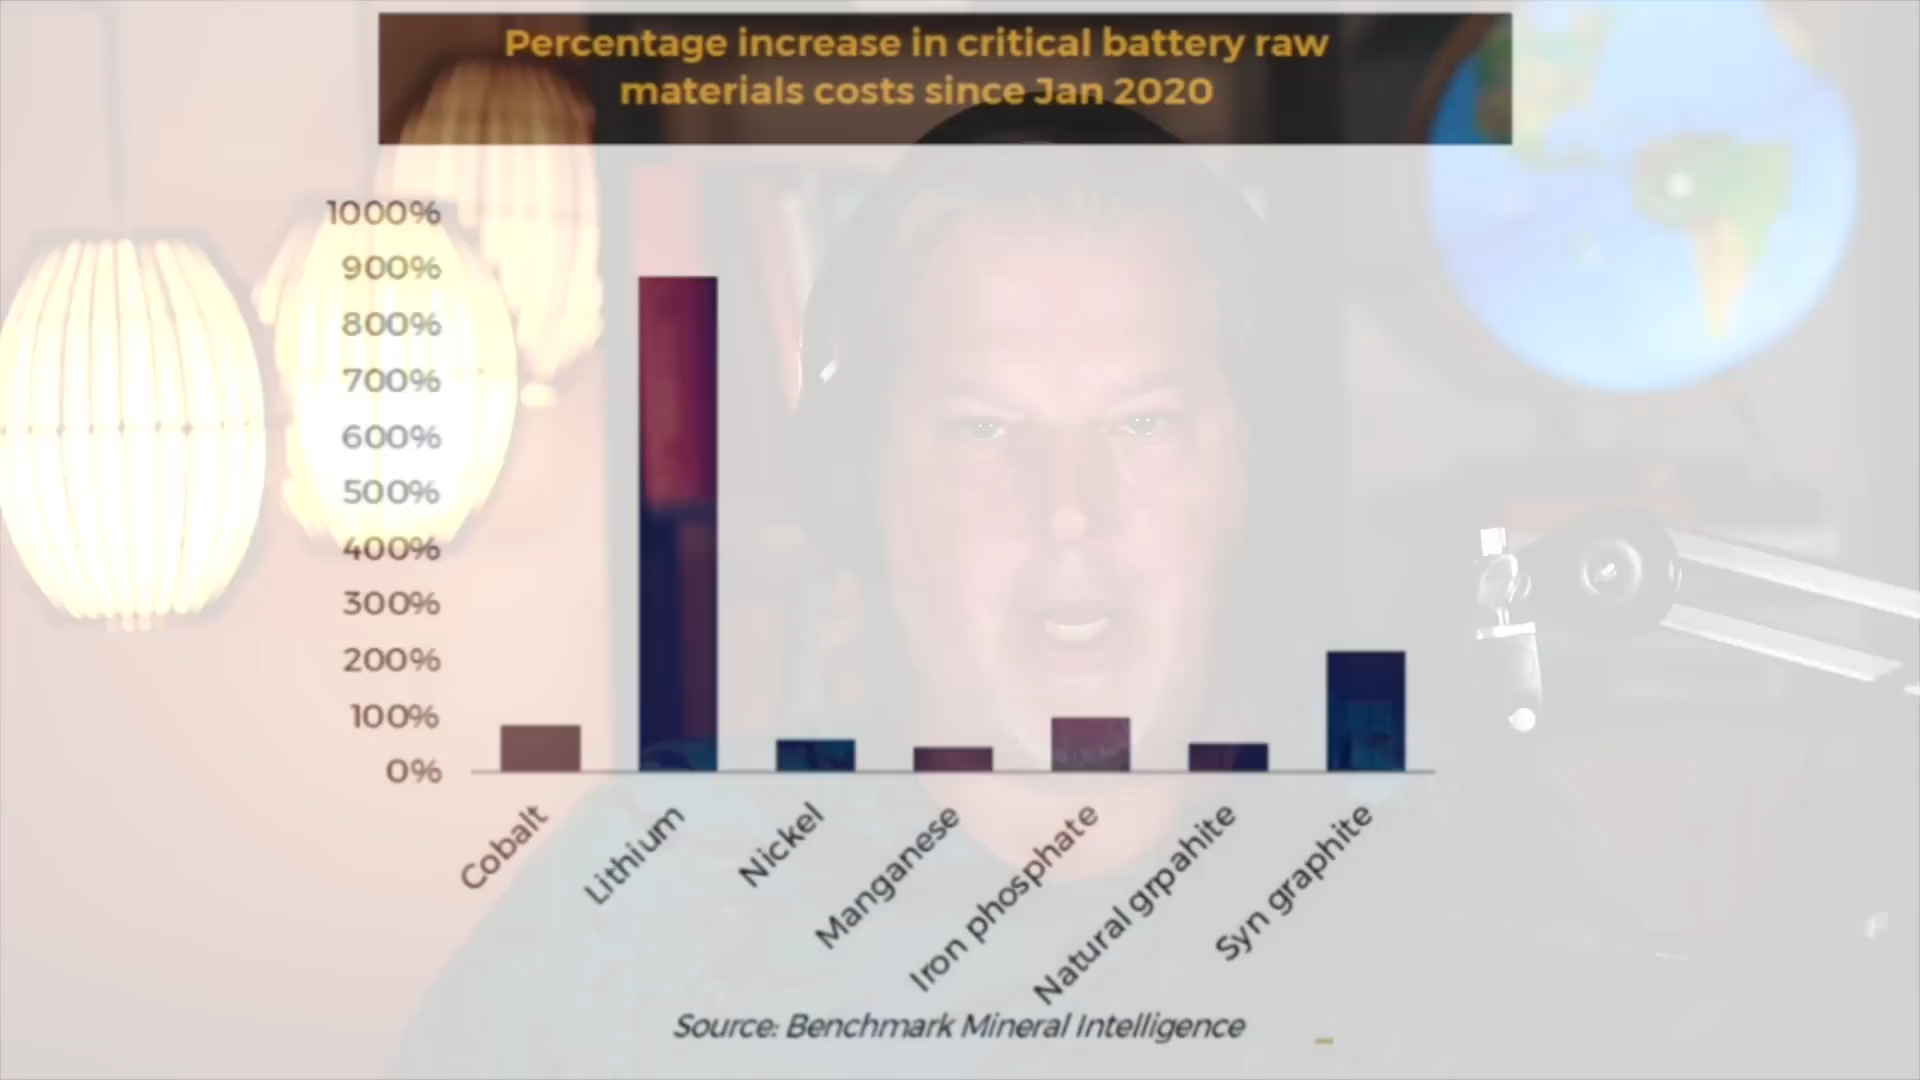 Percentage increase in critical battery raw
materials costs since Jan 2020
1000%
900%
800%
700%
600%
500%
400%
300%
200%
100%
0%
Cobalt
Lithium
Nickel
Manganese
Iron phosphate
Natural grpahite
Syn graphite
Source: Benchmark Mineral Intelligence